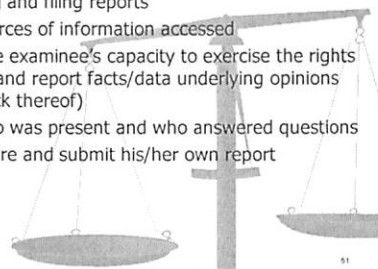 and filing reports
rces of information accessed
e examinee's capacity to exercise the rights
and report facts/data underlying opinions
k thereof)
o was present and who answered questions
re and submit his/her own report
51